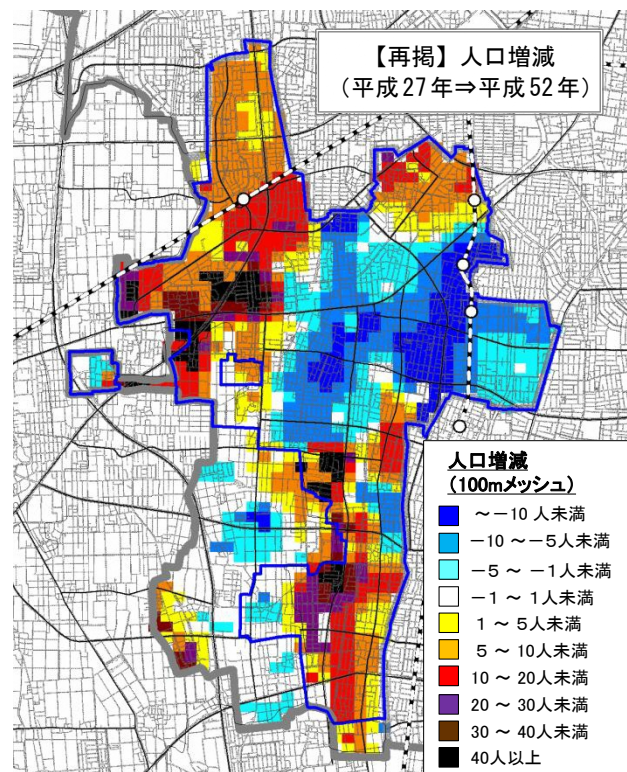 【再掲】人口増減
（平成27年⇒平成52年）
人口増減
（100mメッシュ）
～－10 人未満
－10 ～－5人未満
－5 ～ －1人未満
－1 ～ 1人未満
1 ～ 5人未満
5 ～ 10人未満
10 ～ 20人未満
20 ～ 30人未満
30 ～ 40人未満
40人以上